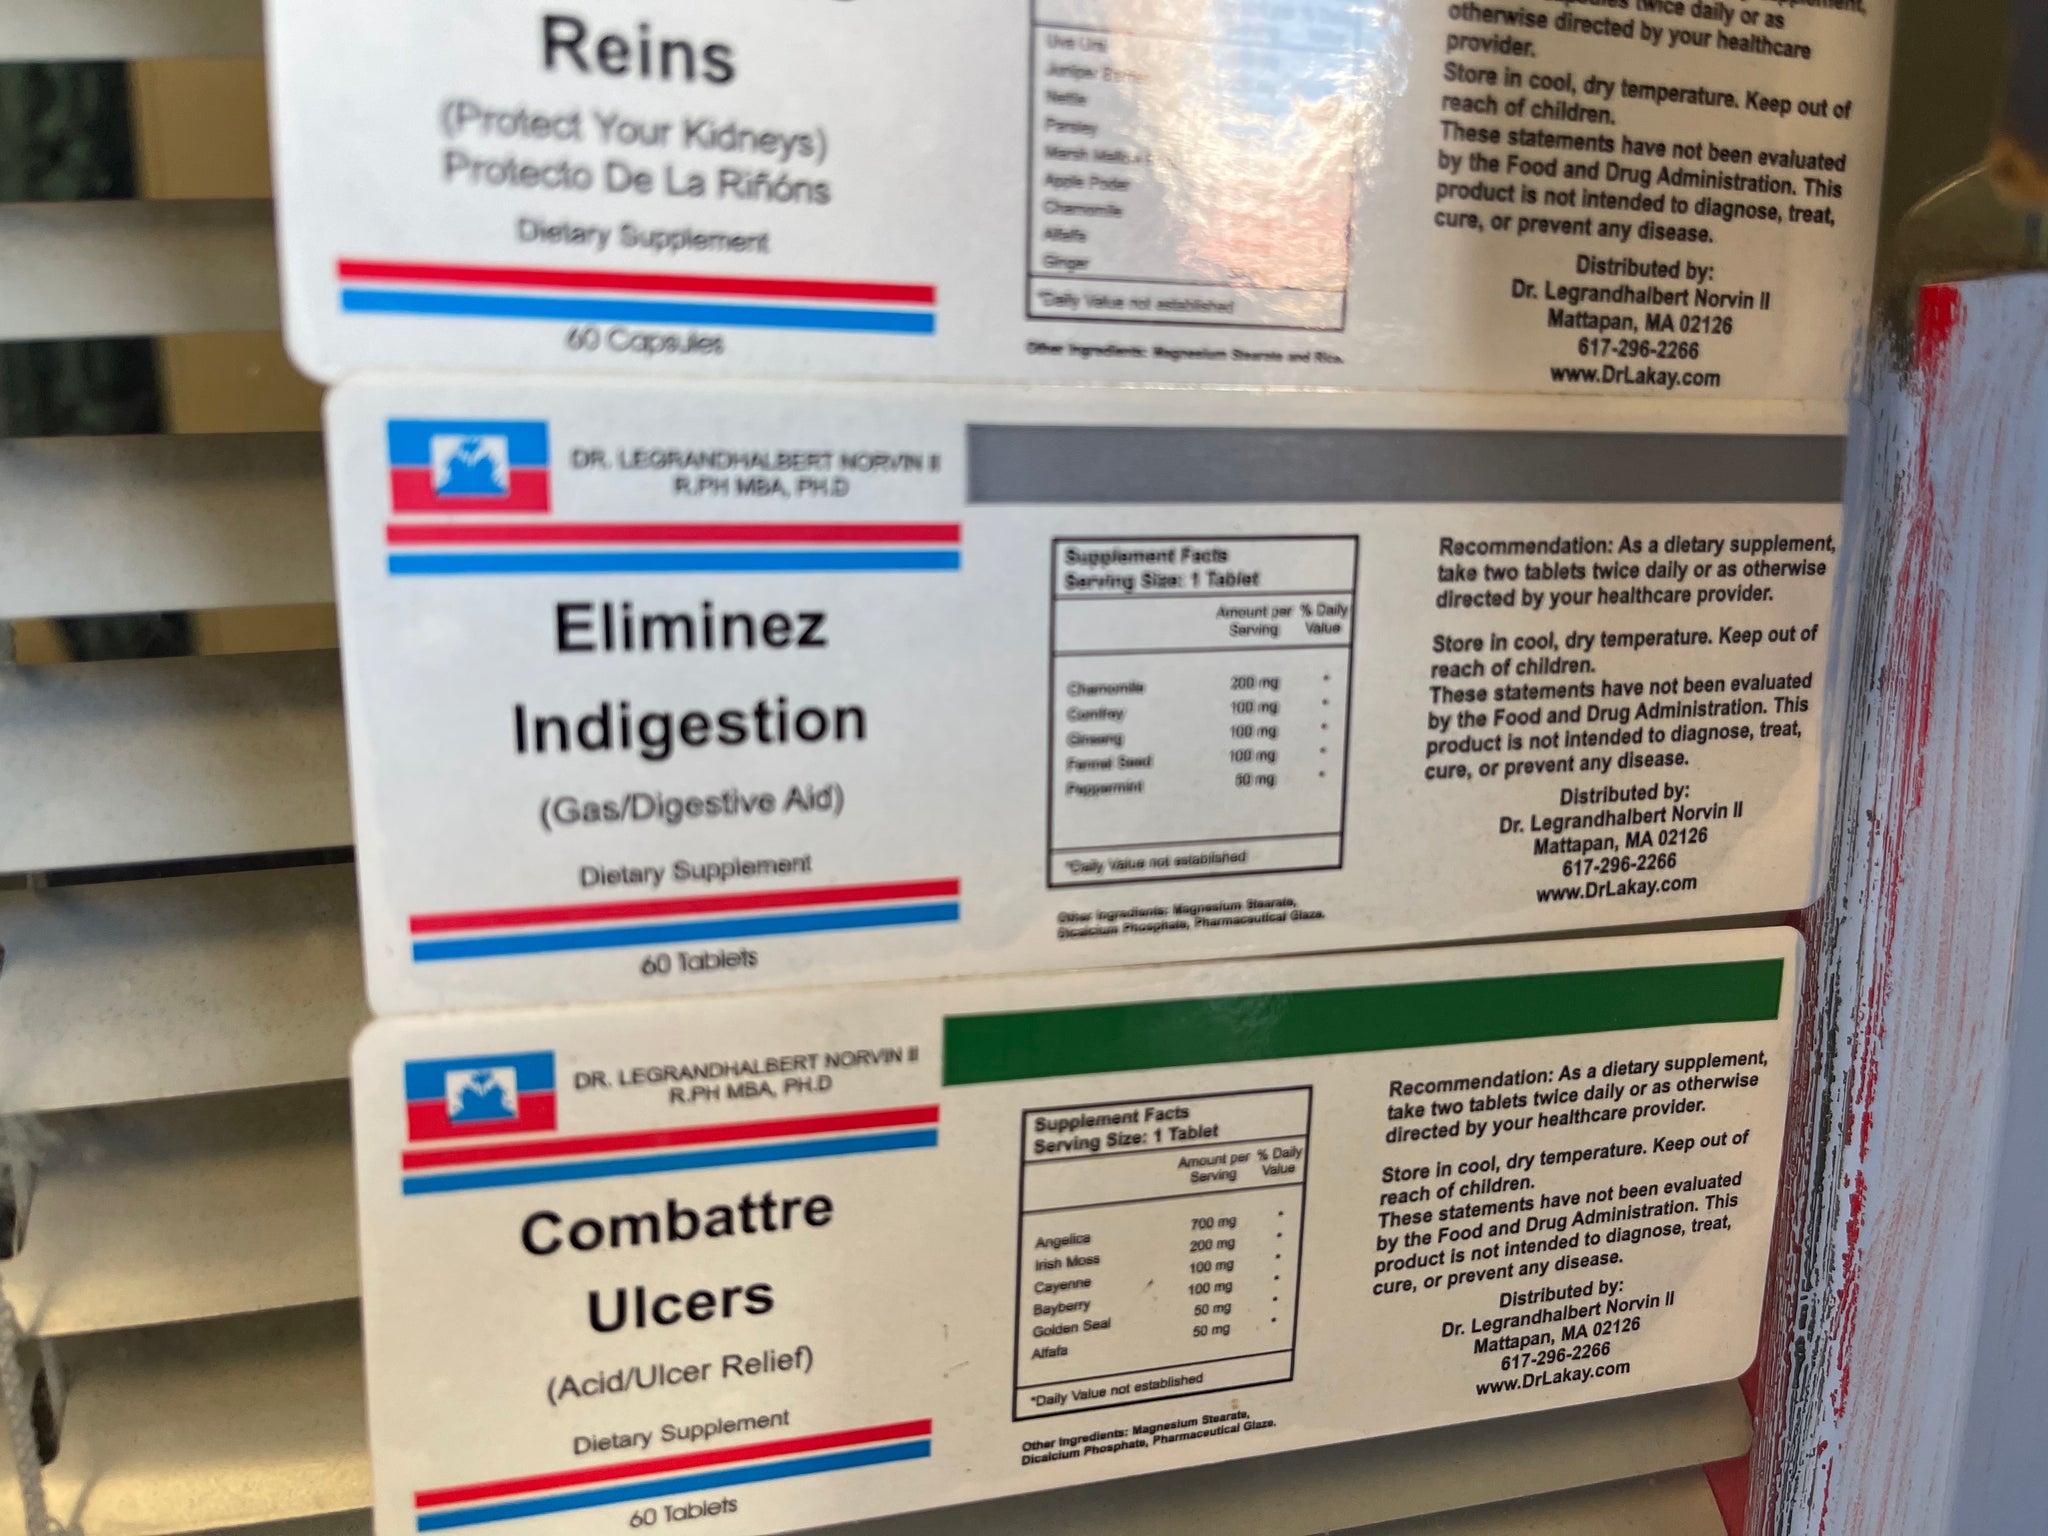 Reins
(Protect Your Kidneys)
Protecto De La Riñóns
Dietary Supplement
60 Capsules
Uva Ursi
Juniper
Nettle
Parsley
Marsh
Apple Poder
Chamomile
Alfalfa
Ginger
*Daily Value not established
Other Ingredients: Magnesium Stearate and Rice.
twice daily or as
otherwise directed by your healthcare
provider.
Store in cool, dry temperature. Keep out of
reach of children.
These statements have not been evaluated
by the Food and Drug Administration. This
product is not intended to diagnose, treat,
cure, or prevent any disease.
Distributed by:
Dr. Legrandhalbert Norvin II
Mattapan, MA 02126
617-296-2266
www.DrLakay.com
DR. LEGRANDHALBERT NORVIN II
R.PH MBA, PH.D
Eliminez
Indigestion
(Gas/Digestive Aid)
Dietary Supplement
60 Tablets
Supplement Facts
Serving Size: 1 Tablet
Amount per % Daily
Serving Value
Chamomile 200 mg *
Comfrey 100 mg *
Ginseng 100 mg *
Fennel Seed 100 mg *
Peppermint 50 mg *
*Daily Value not established
Other Ingredients: Magnesium Stearate,
Dicalcium Phosphate, Pharmaceutical Glaze.
Recommendation: As a dietary supplement,
take two tablets twice daily or as otherwise
directed by your healthcare provider.
Store in cool, dry temperature. Keep out of
reach of children.
These statements have not been evaluated
by the Food and Drug Administration. This
product is not intended to diagnose, treat,
cure, or prevent any disease.
Distributed by:
Dr. Legrandhalbert Norvin II
Mattapan, MA 02126
617-296-2266
www.DrLakay.com
DR. LEGRANDHALBERT NORVIN II
R.PH MBA, PH.D
Combattre
Ulcers
(Acid/Ulcer Relief)
Dietary Supplement
60 Tablets
Supplement Facts
Serving Size: 1 Tablet
Amount per % Daily
Serving Value
Angelica 700 mg *
Irish Moss 200 mg *
Cayenne 100 mg *
Bayberry 100 mg *
Golden Seal 50 mg *
Alfafa 50 mg *
*Daily Value not established
Other Ingredients: Magnesium Stearate,
Dicalcium Phosphate, Pharmaceutical Glaze.
Recommendation: As a dietary supplement,
take two tablets twice daily or as otherwise
directed by your healthcare provider.
Store in cool, dry temperature. Keep out of
reach of children.
These statements have not been evaluated
by the Food and Drug Administration. This
product is not intended to diagnose, treat,
cure, or prevent any disease.
Distributed by:
Dr. Legrandhalbert Norvin II
Mattapan, MA 02126
617-296-2266
www.DrLakay.com